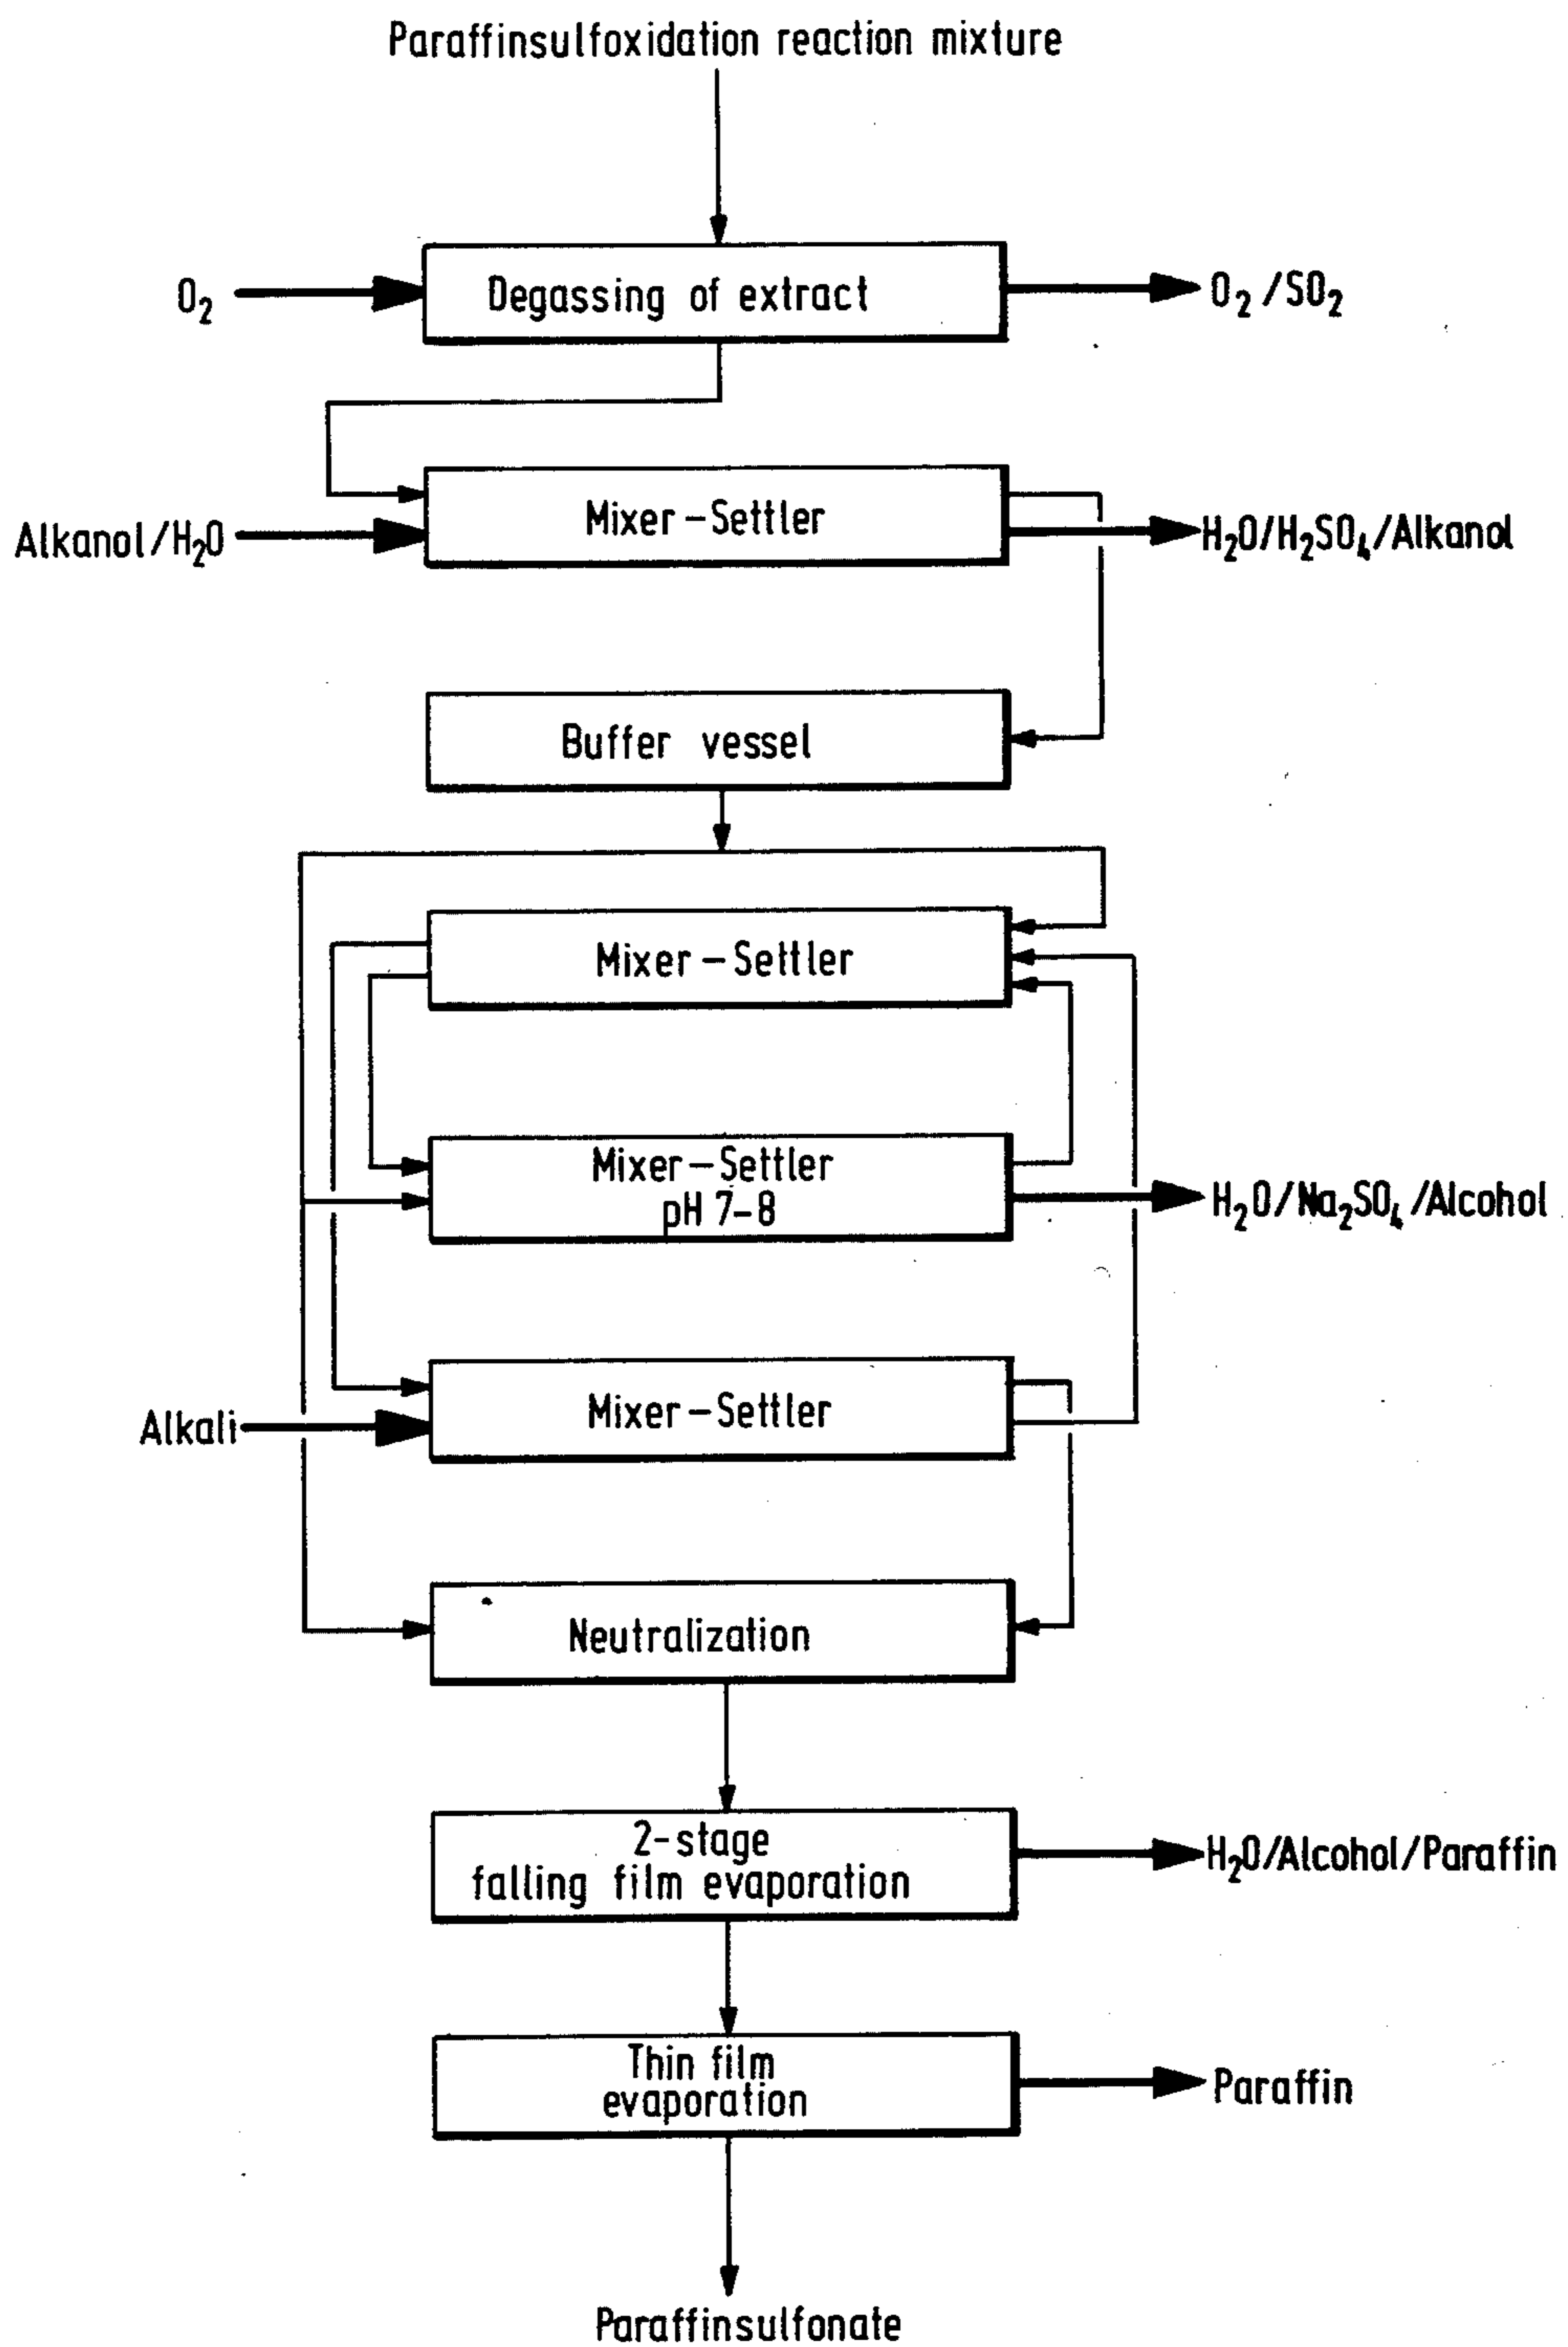 Paraffinsulfoxidation reaction mixture
O₂
Degassing of extract
O₂/SO₂
Alkanol/H₂O
Mixer-Settler
H₂O/H₂SO₄/Alkanol
Buffer vessel
Mixer-Settler
Mixer-Settler
pH 7-8
H₂O/Na₂SO₄/Alcohol
Alkali
Mixer-Settler
Neutralization
2-stage
falling film evaporation
H₂O/Alcohol/Paraffin
Thin film
evaporation
Paraffin
Paraffinsulfonate